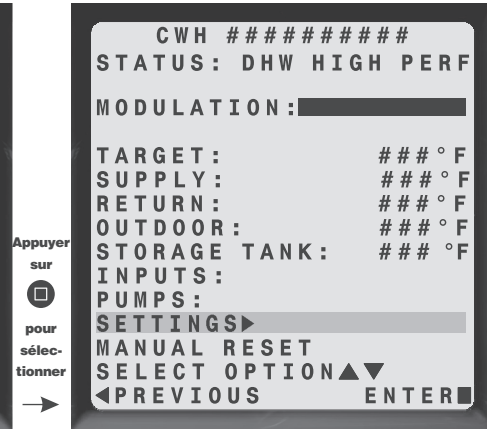 CWH ##########
STATUS: DHW HIGH PERF
MODULATION:
TARGET: ###°F
SUPPLY: ###°F
RETURN: ###°F
OUTDOOR: ###°F
STORAGE TANK: ### °F
INPUTS:
PUMPS:
SETTINGS▶
MANUAL RESET
SELECT OPTION▲▼
◀PREVIOUS ENTER■
Appuyer
sur
pour
sélec-
tionner